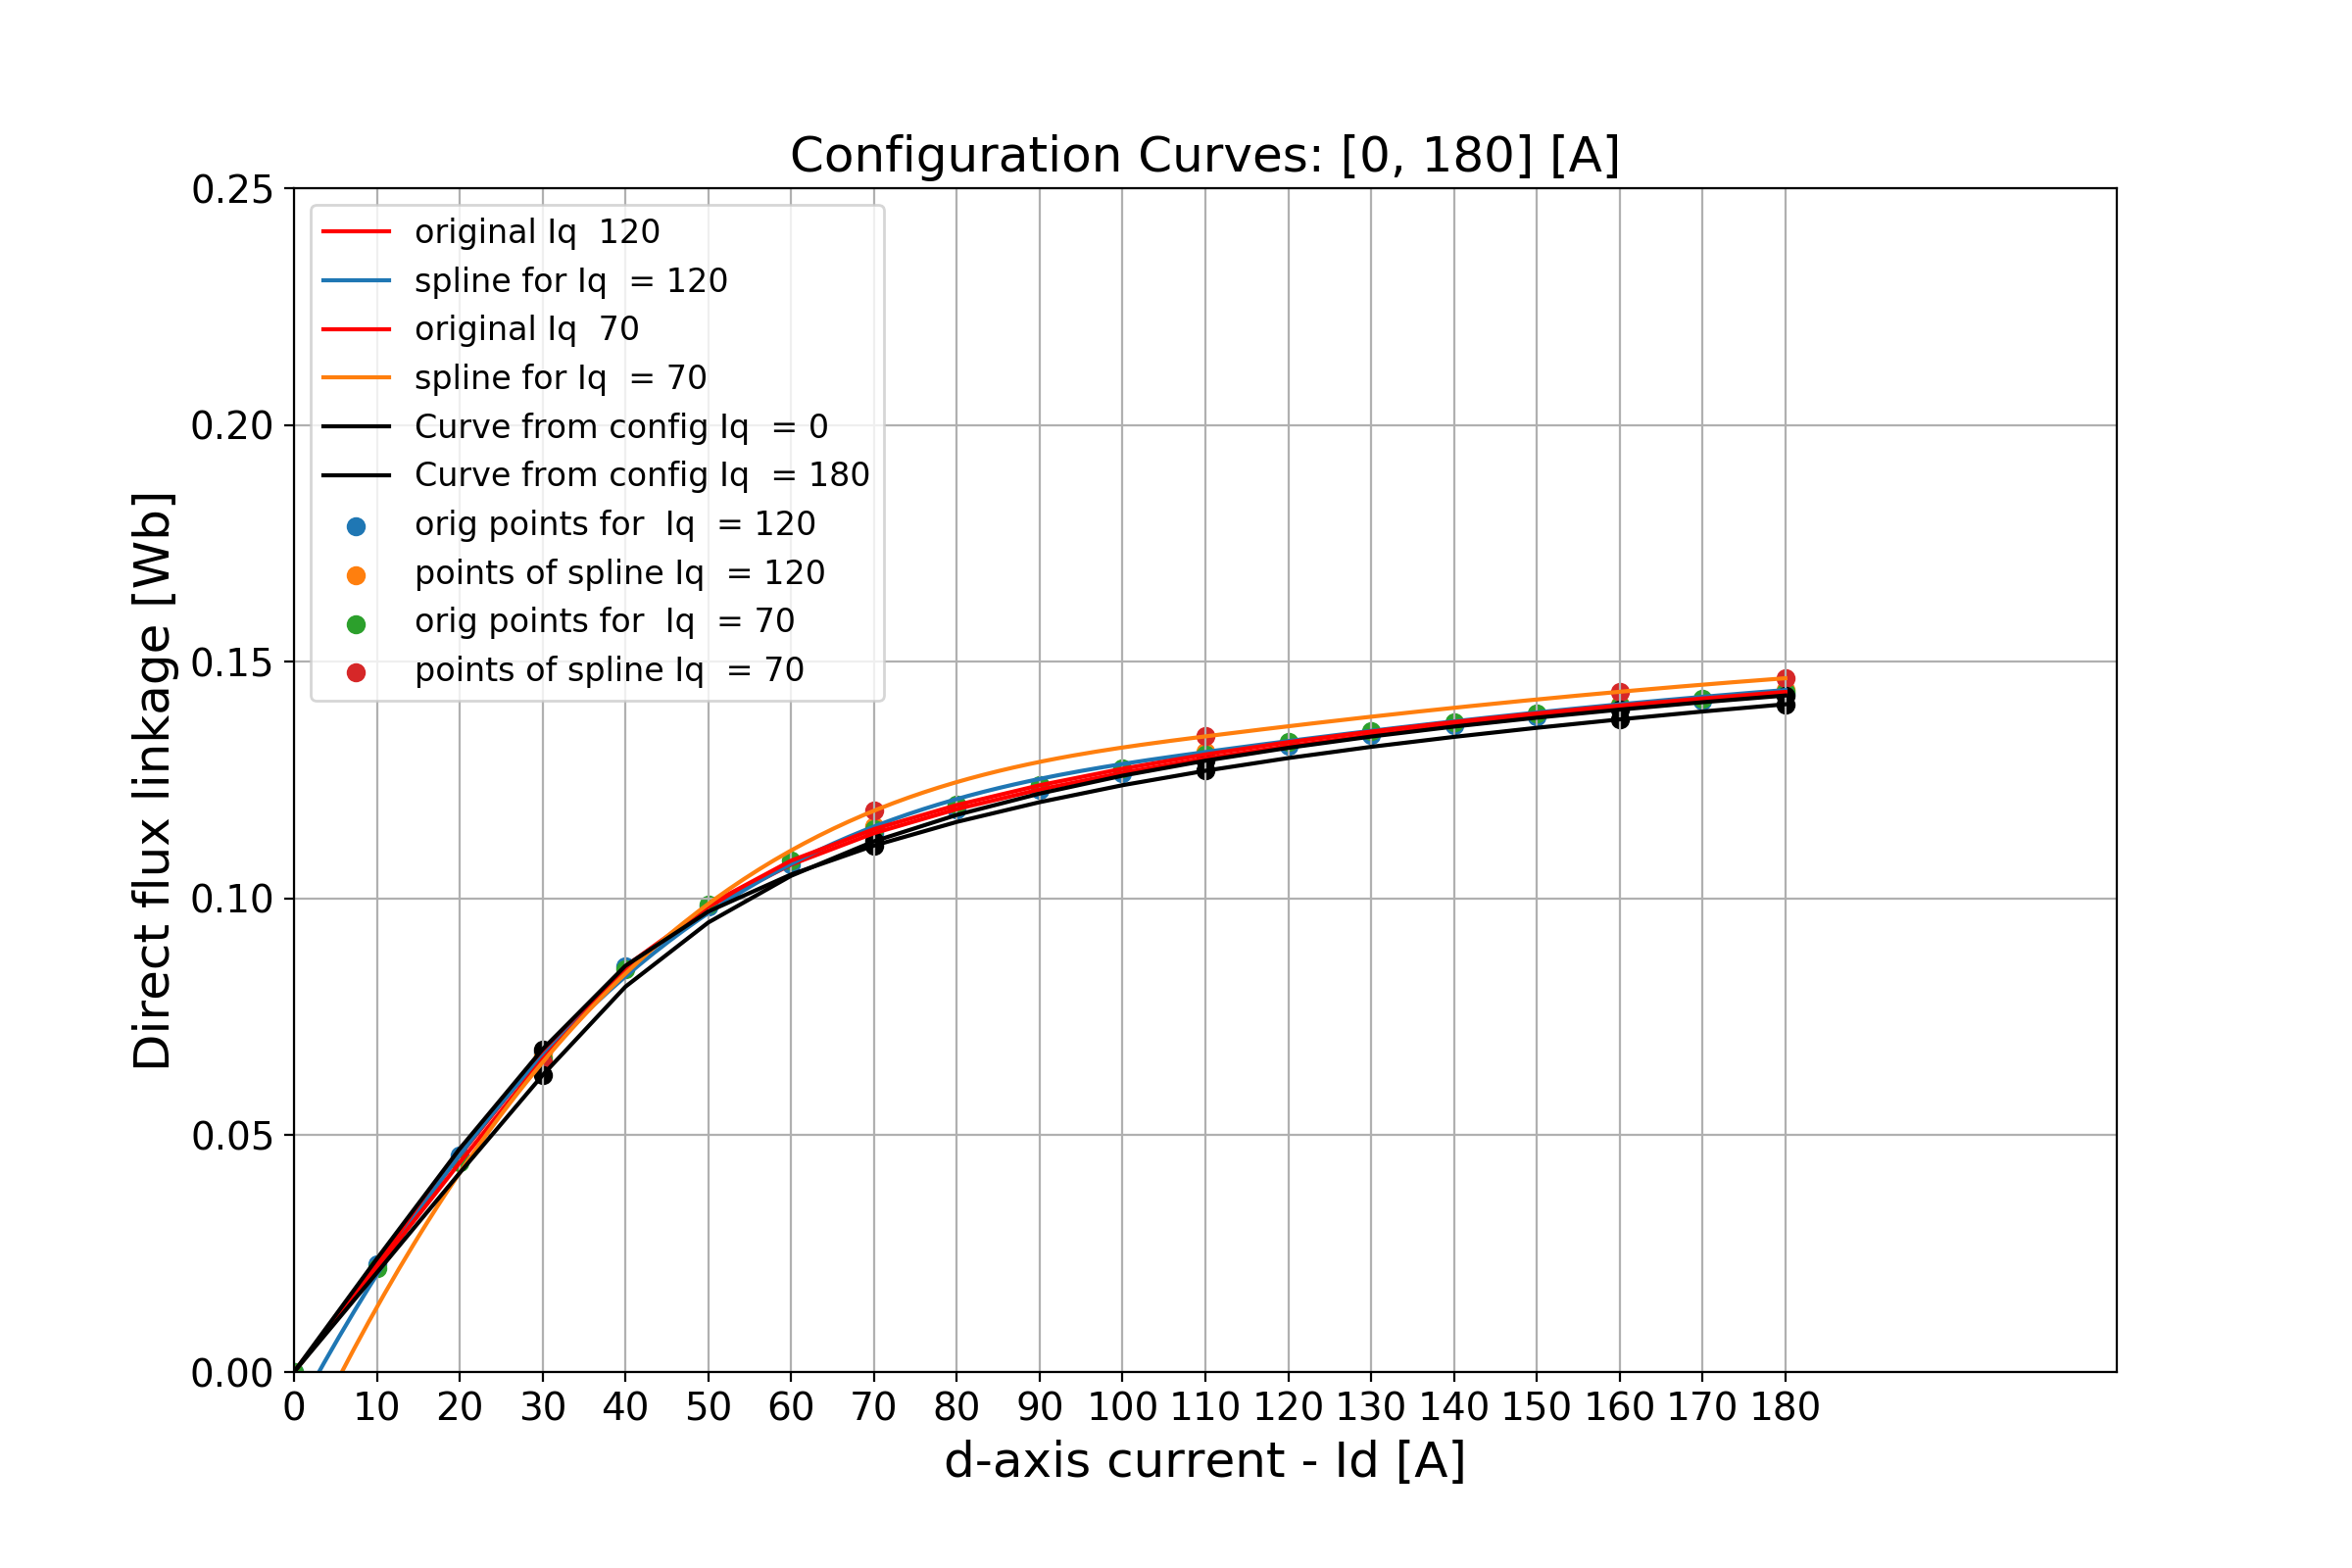 Configuration Curves: [0, 180] [A]
0.25
0.20
0.15
0.10
0.05
0.00
Direct flux linkage [Wb]
original Iq  120
spline for Iq  = 120
original Iq  70
spline for Iq  = 70
Curve from config Iq  = 0
Curve from config Iq  = 180
orig points for  Iq  = 120
points of spline Iq  = 120
orig points for  Iq  = 70
points of spline Iq  = 70
0 10 20 30 40 50 60 70 80 90 100 110 120 130 140 150 160 170 180
d-axis current - Id [A]